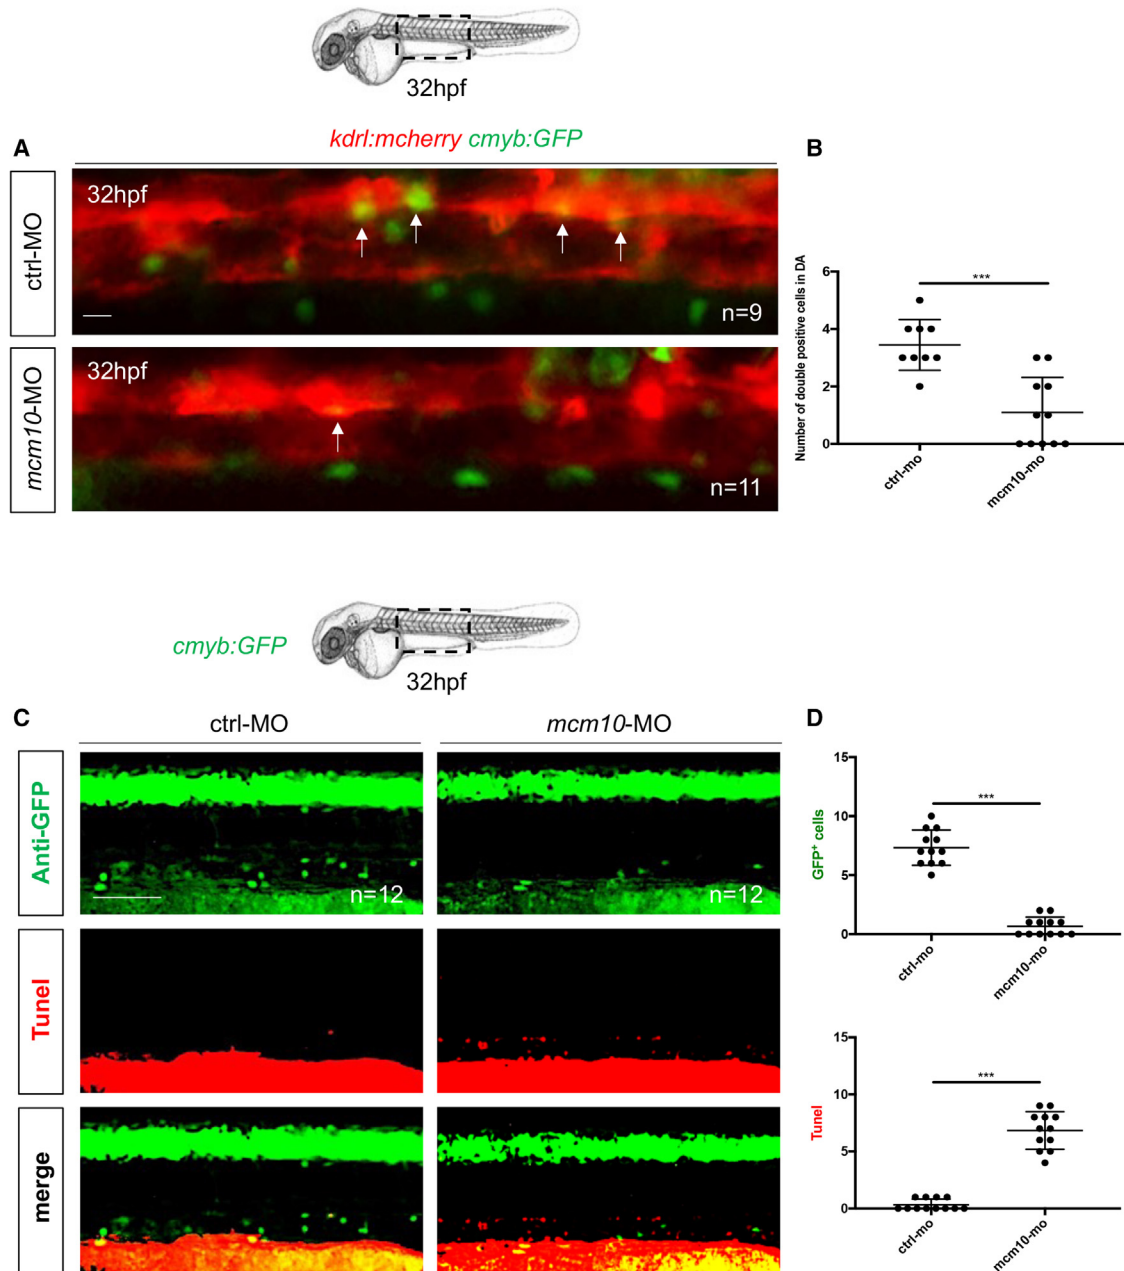 32hpf
A
kdrl:mcherry cmyb:GFP
B
ctrl-MO
32hpf
n=9
mcm10-MO
32hpf
n=11
Number of double positive cells in DA
6
4
2
0
***
ctrl-mo
mcm10-mo
cmyb:GFP
32hpf
C
ctrl-MO
mcm10-MO
D
Anti-GFP
n=12
n=12
Tunel
merge
GFP+ cells
15
10
5
0
***
ctrl-mo
mcm10-mo
Tunel
15
10
5
0
***
ctrl-mo
mcm10-mo